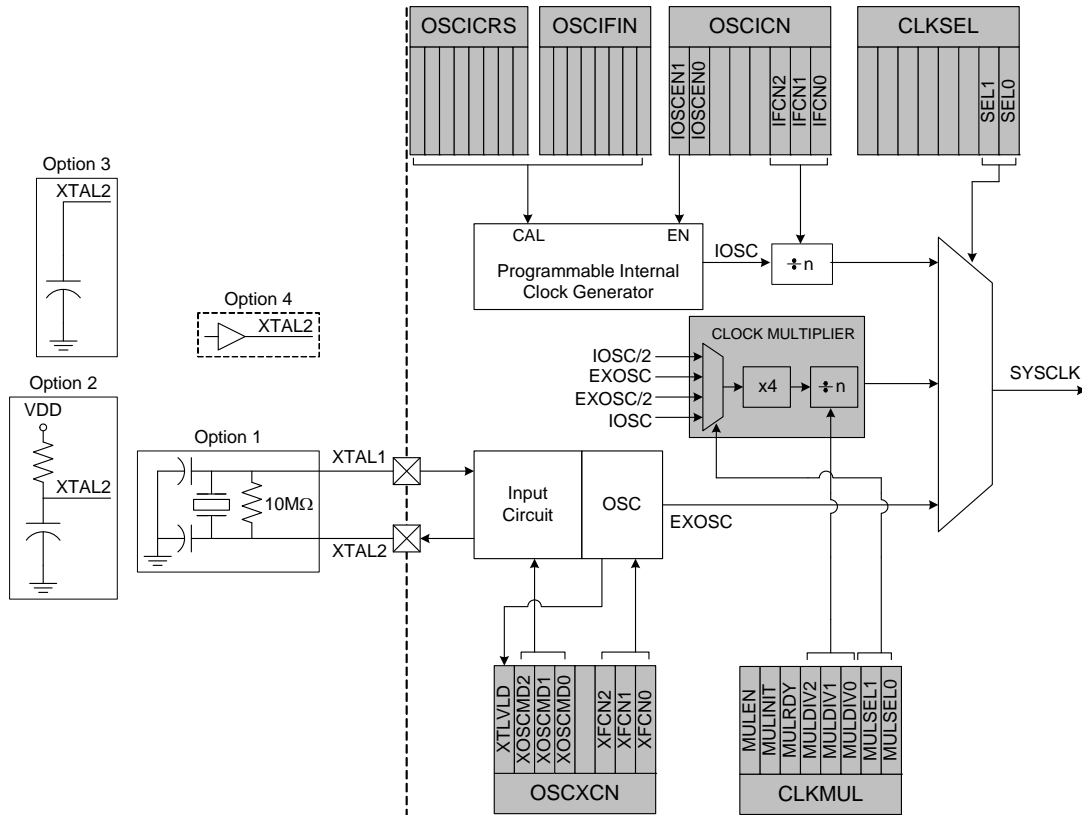 OSCICRS
OSCIFIN
OSCICN
IOSCEN1
IOSCEN0
IFCN2
IFCN1
IFCN0
CLKSEL
SEL1
SEL0
Option 3
XTAL2
Option 4
XTAL2
CAL
EN
Programmable Internal
Clock Generator
IOSC
÷n
CLOCK MULTIPLIER
IOSC/2
EXOSC
EXOSC/2
IOSC
x4
÷n
SYSCLK
Option 2
VDD
XTAL2
Option 1
10MΩ
XTAL1
XTAL2
Input
Circuit
OSC
EXOSC
XTLVLD
XOSCMD2
XOSCMD1
XOSCMD0
XFCN2
XFCN1
XFCN0
OSCXCN
MULEN
MULINIT
MULRDY
MULDIV2
MULDIV1
MULDIV0
MULSEL1
MULSEL0
CLKMUL